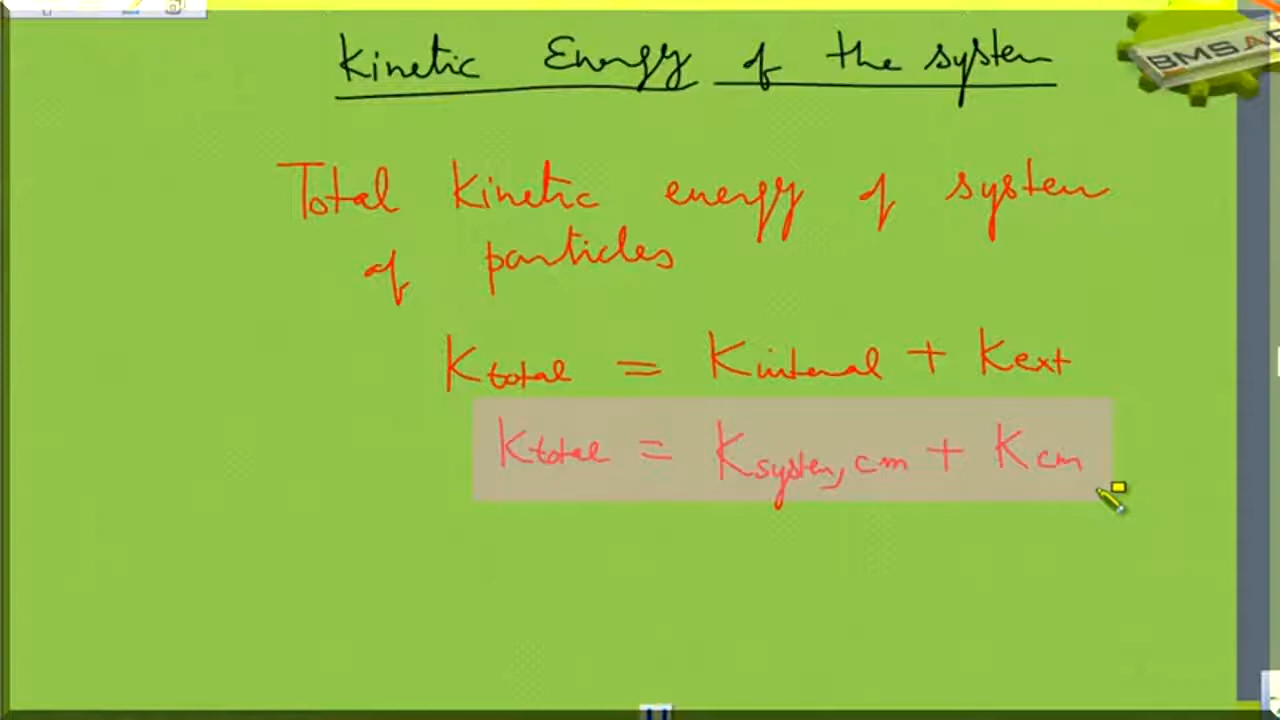 Kinetic Energy of the system
BMSAE
Total kinetic energy of system
of particles
Ktotal = Kinternal + Kext
Ktotal = Ksystem, cm + Kcm